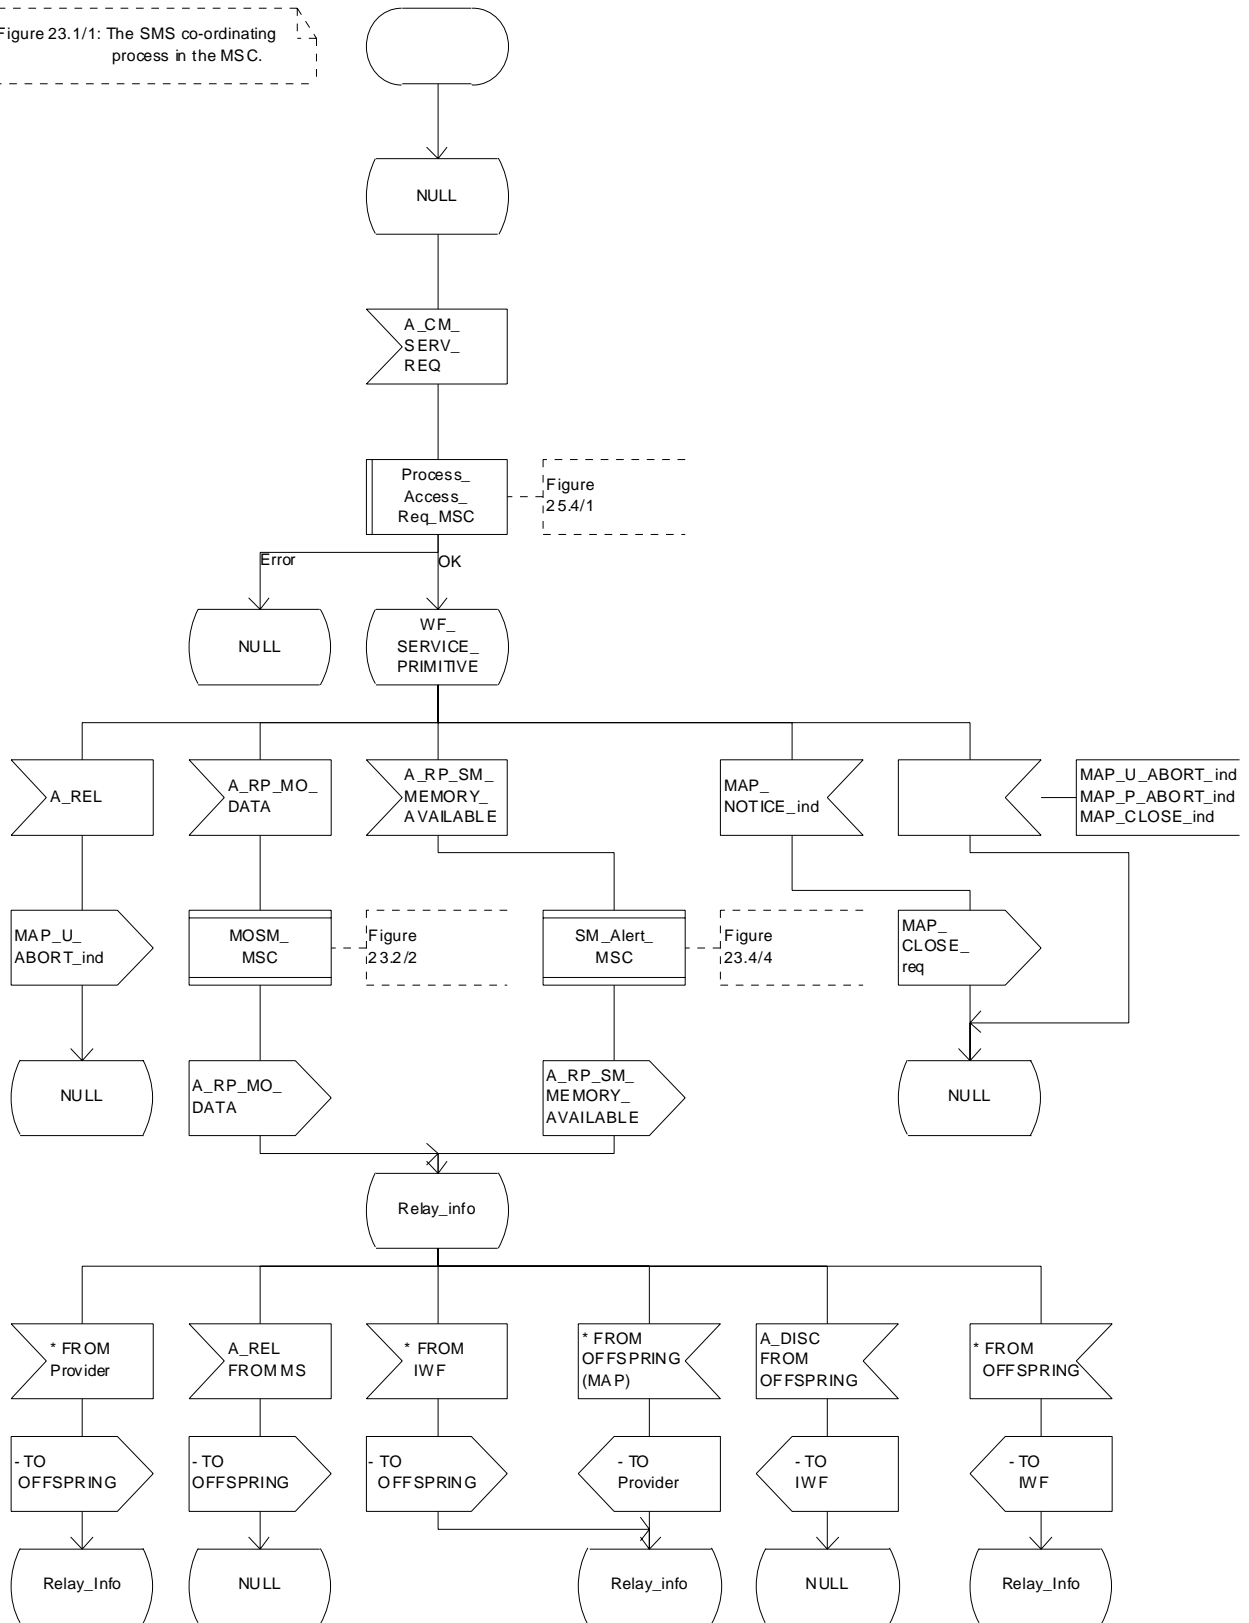 Figure 23.1/1: The SMS co-ordinating
process in the MSC.
NULL
A_CM_
SERV_
REQ
Process_
Access_
Req_MSC
Figure
25.4/1
Error
OK
NULL
WF_
SERVICE_
PRIMITIVE
A_REL
A_RP_MO_
DATA
A_RP_SM_
MEMORY_
AVAILABLE
MAP_
NOTICE_ind
MAP_U_ABORT_ind
MAP_P_ABORT_ind
MAP_CLOSE_ind
MAP_U_
ABORT_ind
MOSM_
MSC
Figure
23.2/2
SM_Alert_
MSC
Figure
23.4/4
MAP_
CLOSE_
req
NULL
A_RP_MO_
DATA
A_RP_SM_
MEMORY_
AVAILABLE
NULL
Relay_info
* FROM
Provider
A_REL
FROM MS
* FROM
IWF
* FROM
OFFSPRING
(MAP)
A_DISC
FROM
OFFSPRING
* FROM
OFFSPRING
- TO
OFFSPRING
- TO
OFFSPRING
- TO
OFFSPRING
- TO
Provider
- TO
IWF
- TO
IWF
Relay_Info
NULL
Relay_info
NULL
Relay_Info